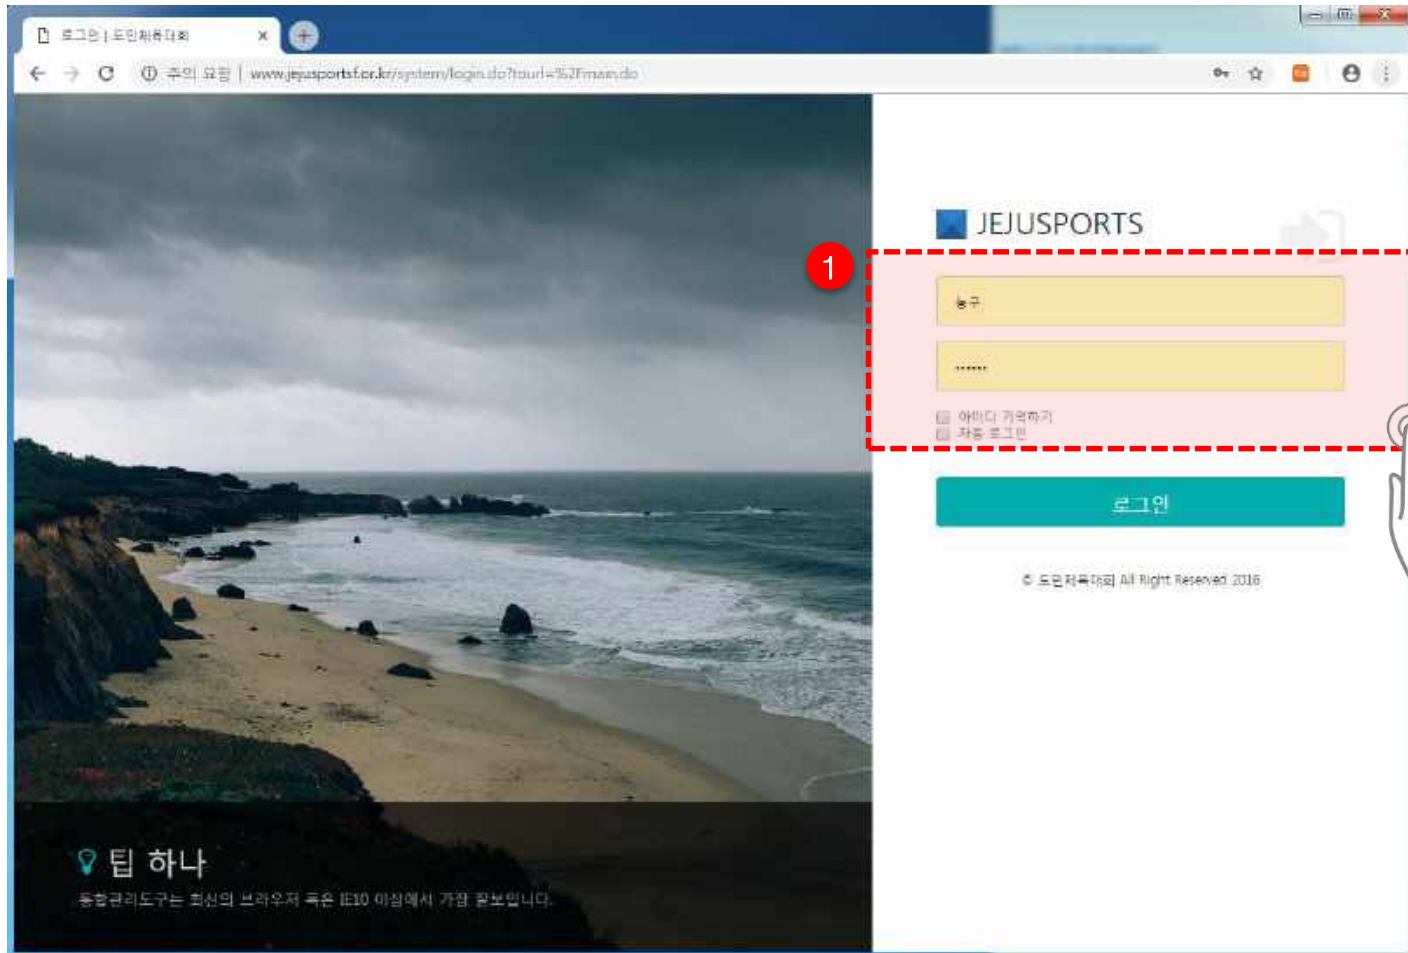 로그인 | 도민체육대회
주의 요함 | www.jejusportsf.or.kr/system/login.do?tourl=%2Fmain.do
JEJUSPORTS
1
농구
아이디 기억하기
자동 로그인
로그인
© 도민체육대회 All Right Reserved 2016
팁 하나
통합관리도구는 최신의 브라우저 혹은 IE10 이상에서 가장 잘보입니다.